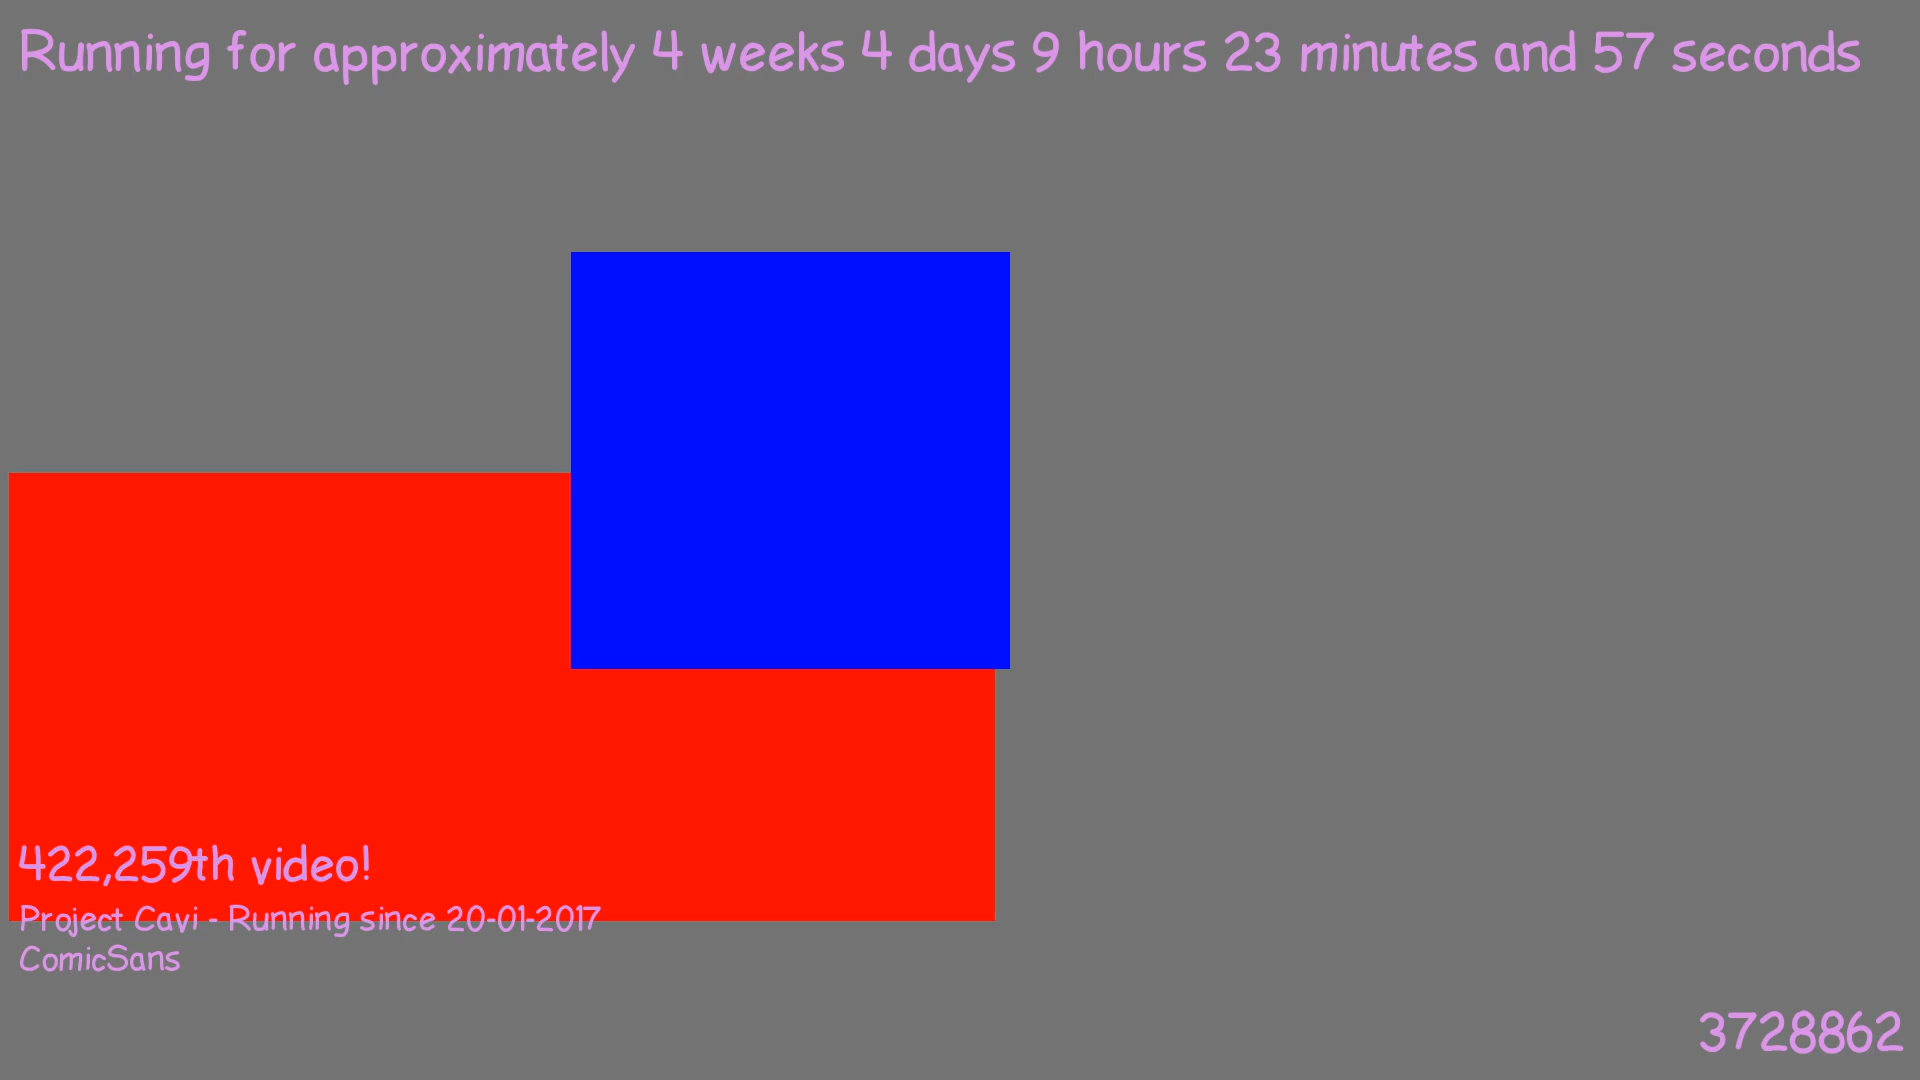 Running for approximately 4 weeks 4 days 9 hours 23 minutes and 57 seconds
422,259th video!
Project Cavi - Running since 20-01-2017
ComicSans
3728862